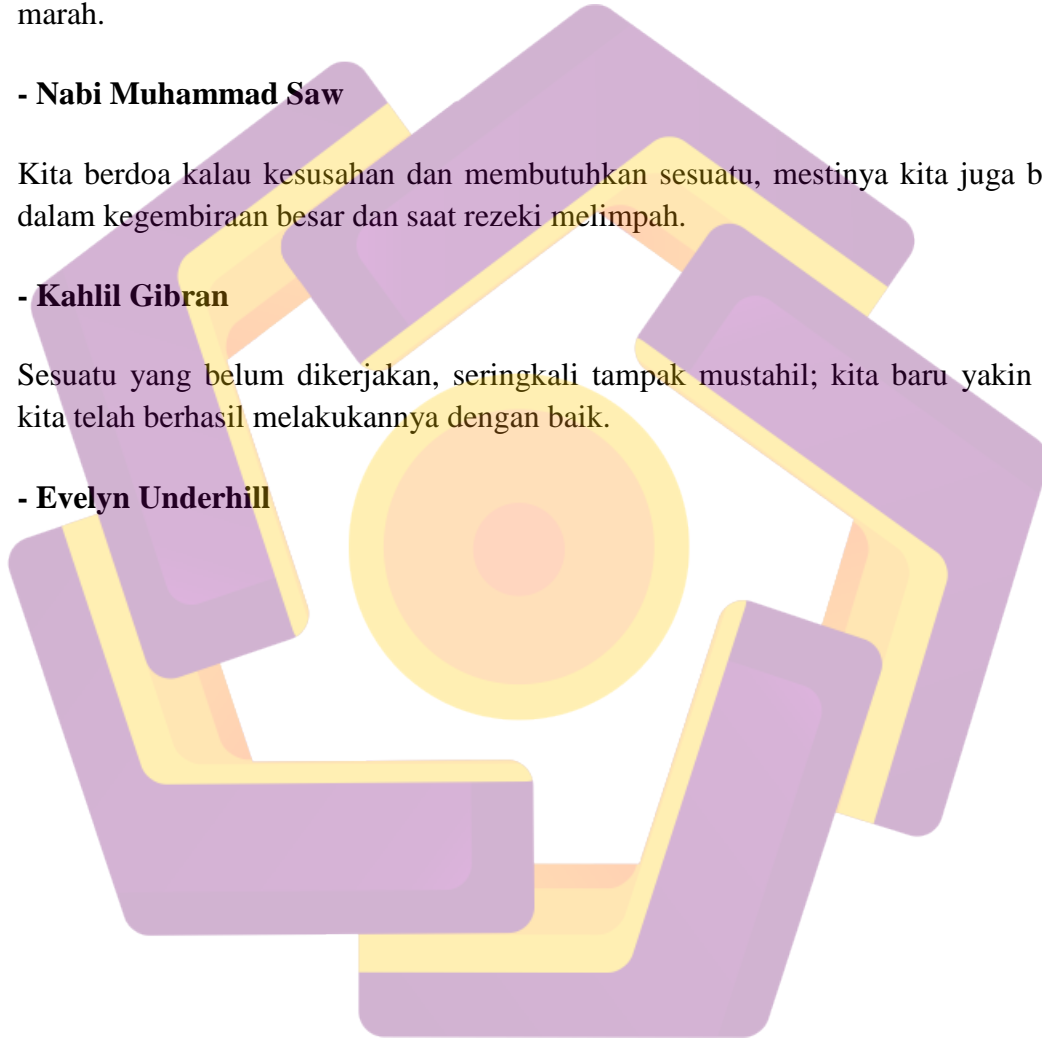 marah.
- Nabi Muhammad Saw
Kita berdoa kalau kesusahan dan membutuhkan sesuatu, mestinya kita juga b
dalam kegembiraan besar dan saat rezeki melimpah.
- Kahlil Gibran
Sesuatu yang belum dikerjakan, seringkali tampak mustahil; kita baru yakin
kita telah berhasil melakukannya dengan baik.
- Evelyn Underhill